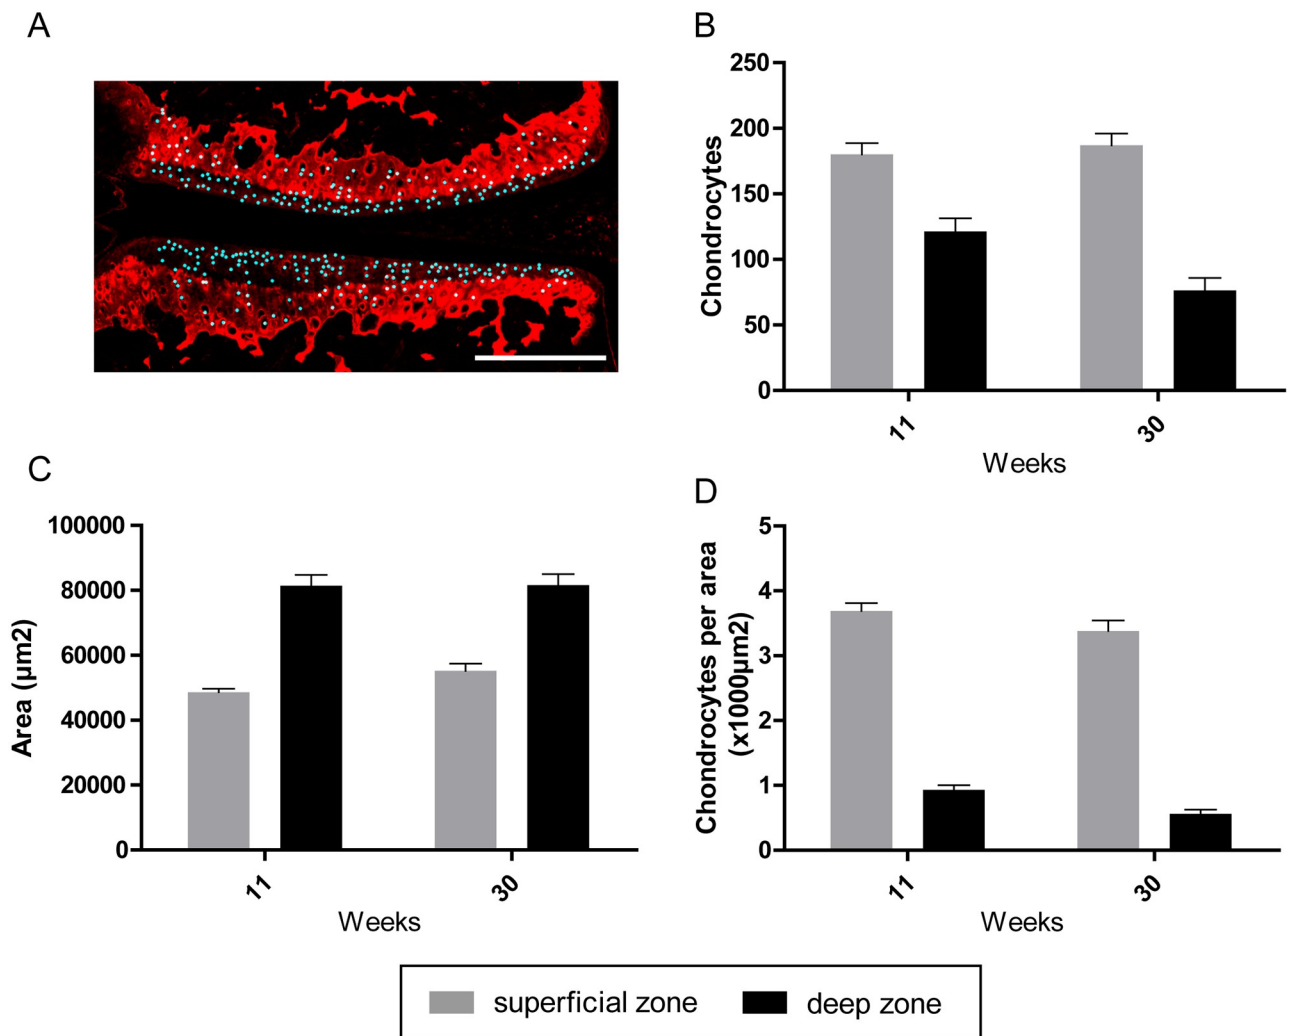 A
B
250
200
150
100
50
0
Chondrocytes
11
30
Weeks
C
100000
80000
60000
40000
20000
0
Area (µm2)
11
30
Weeks
D
5
4
3
2
1
0
Chondrocytes per area
(x1000µm2)
11
30
Weeks
superficial zone
deep zone